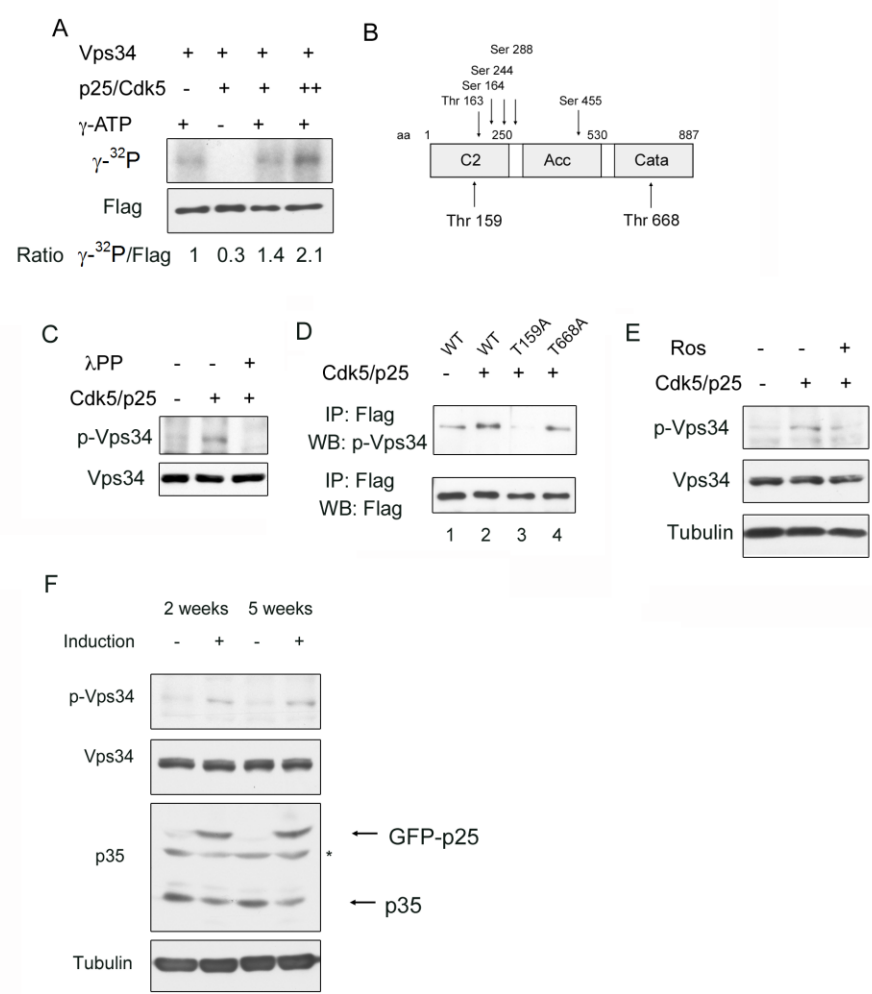 A
Vps34 + + + +
p25/Cdk5 - + + ++
γ-ATP + - + +
γ-³²P
Flag
Ratio γ-³²P/Flag 1 0.3 1.4 2.1
B
Ser 288
Ser 244
Ser 164
Thr 163 Ser 455
aa 1 250 530 887
C2 Acc Cata
Thr 159 Thr 668
C
λPP - - +
Cdk5/p25 - + +
p-Vps34
Vps34
D
WT WT T159A T668A
Cdk5/p25 - + + +
IP: Flag
WB: p-Vps34
IP: Flag
WB: Flag
1 2 3 4
E
Ros - - +
Cdk5/p25 - + +
p-Vps34
Vps34
Tubulin
F
2 weeks 5 weeks
Induction - + - +
p-Vps34
Vps34
GFP-p25
p35 *
p35
Tubulin